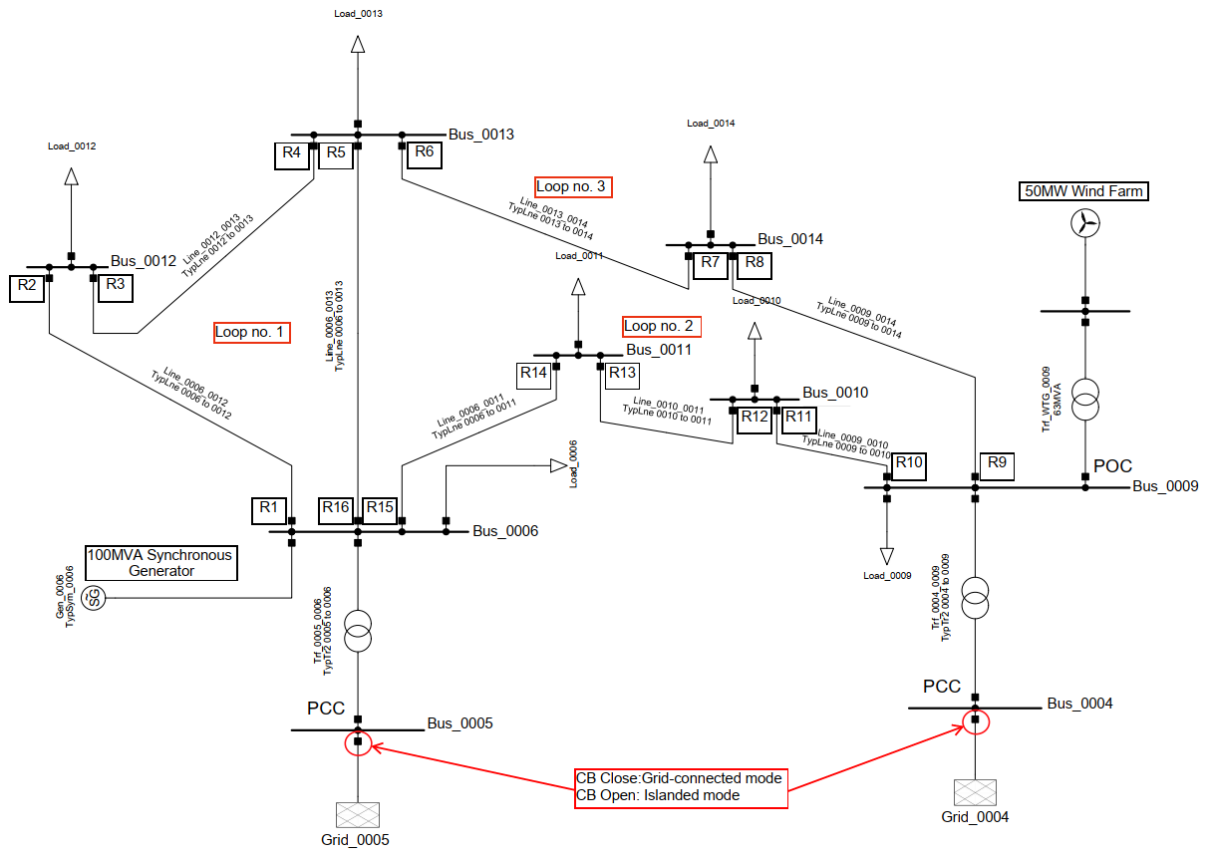 Load_0013
Bus_0013
R4
R5
R6
Load_0012
Load_0014
Loop no. 3
50MW Wind Farm
Line_0012_0013
TypLne 0012 to 0013
Line_0013_0014
TypLne 0013 to 0014
Bus_0014
Load_0011
R7
R8
Bus_0012
R2
R3
Line_0006_0013
TypLne 0006 to 0013
Load_0010
Line_0009_0014
TypLne 0009 to 0014
Loop no. 1
Loop no. 2
Bus_0011
R14
R13
Trf_WTG_0009
63MVA
Line_0006_0012
TypLne 0006 to 0012
Line_0006_0011
TypLne 0006 to 0011
Line_0010_0011
TypLne 0010 to 0011
Bus_0010
R12
R11
Line_0009_0010
TypLne 0009 to 0010
Load_0006
R10
R9
POC
Bus_0009
R1
R16
R15
Bus_0006
100MVA Synchronous
Generator
Load_0009
Gen_0006
TypSym_0006
SG
~
Trf_0005_0006
TypTr2 0005 to 0006
Trf_0004_0009
TypTr2 0004 to 0009
PCC
Bus_0005
PCC
Bus_0004
CB Close:Grid-connected mode
CB Open: Islanded mode
Grid_0005
Grid_0004